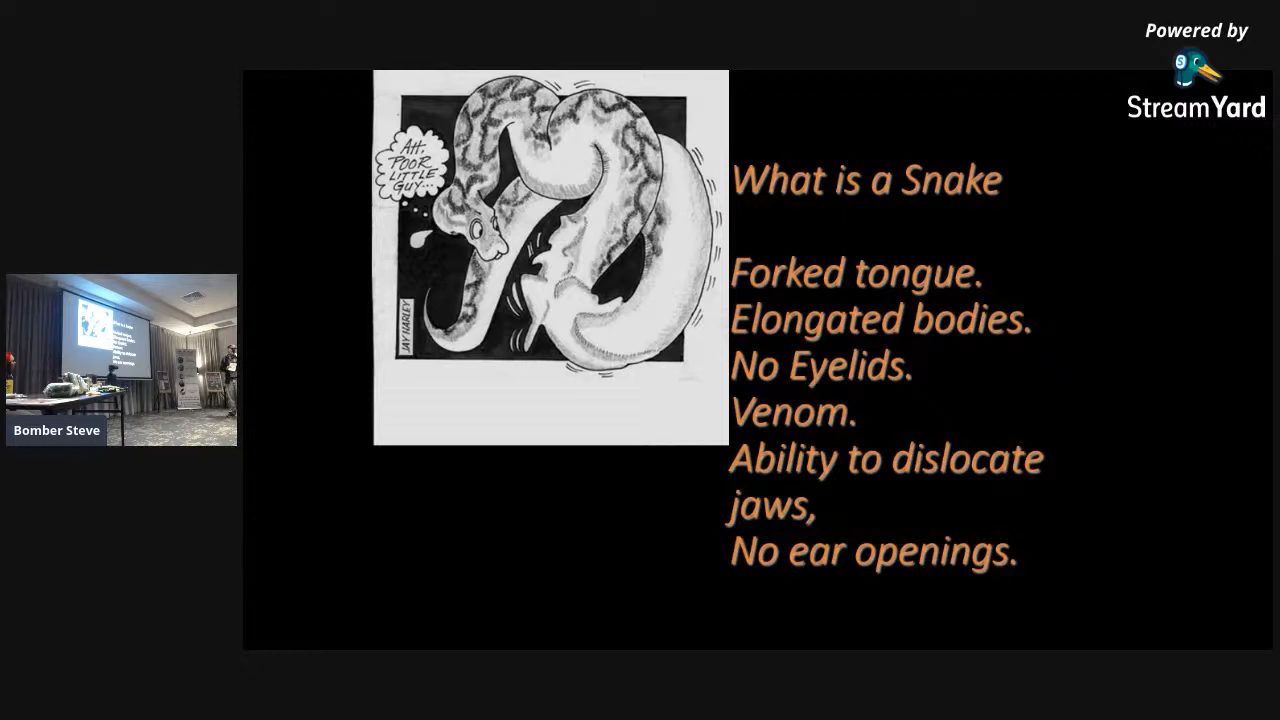 Powered by
StreamYard
AH,
POOR
LITTLE
GUY...
JAY HARLEY
What is a Snake
Forked tongue.
Elongated bodies.
No Eyelids.
Venom.
Ability to dislocate
jaws,
No ear openings.
Bomber Steve